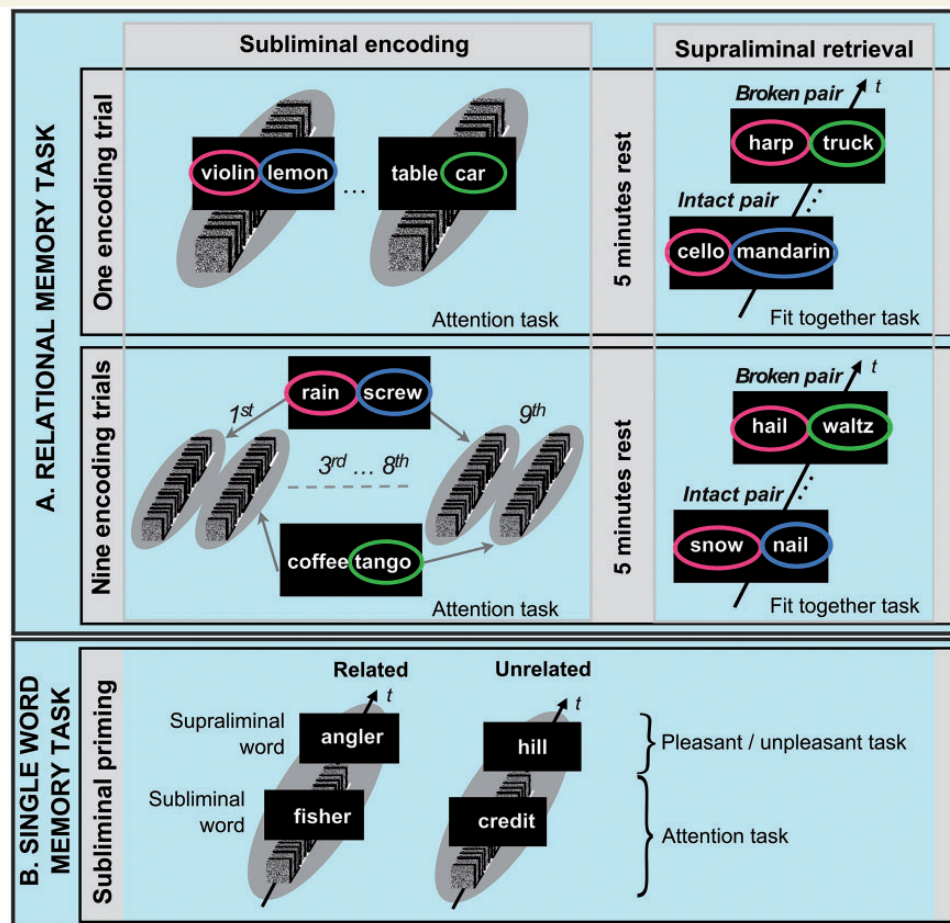 Subliminal encoding
Supraliminal retrieval
A. RELATIONAL MEMORY TASK
One encoding trial
violin lemon
...
table car
Attention task
5 minutes rest
Broken pair
t
harp truck
Intact pair
cello mandarin
Fit together task
Nine encoding trials
rain screw
1st
9th
3rd ... 8th
coffee tango
Attention task
5 minutes rest
Broken pair
t
hail waltz
Intact pair
snow nail
Fit together task
B. SINGLE WORD
MEMORY TASK
Subliminal priming
Related
Unrelated
t
t
Supraliminal
word
angler
hill
Pleasant / unpleasant task
Subliminal
word
fisher
credit
Attention task